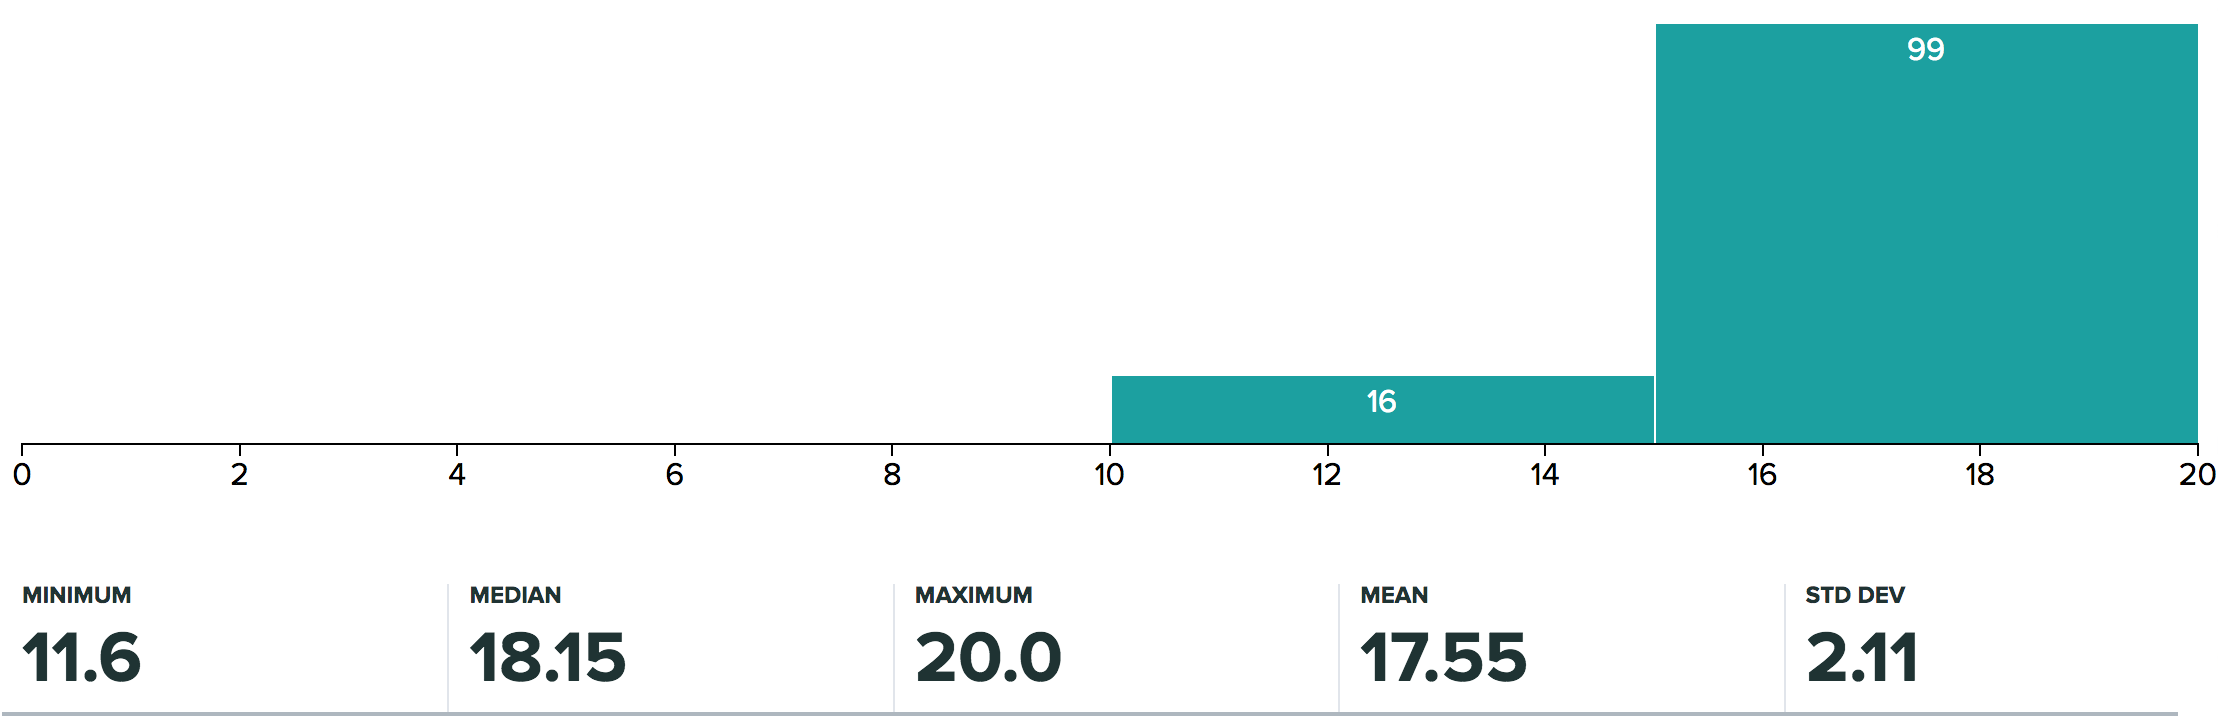 99
16
0 2 4 6 8 10 12 14 16 18 20
MINIMUM MEDIAN MAXIMUM MEAN STD DEV
11.6 18.15 20.0 17.55 2.11